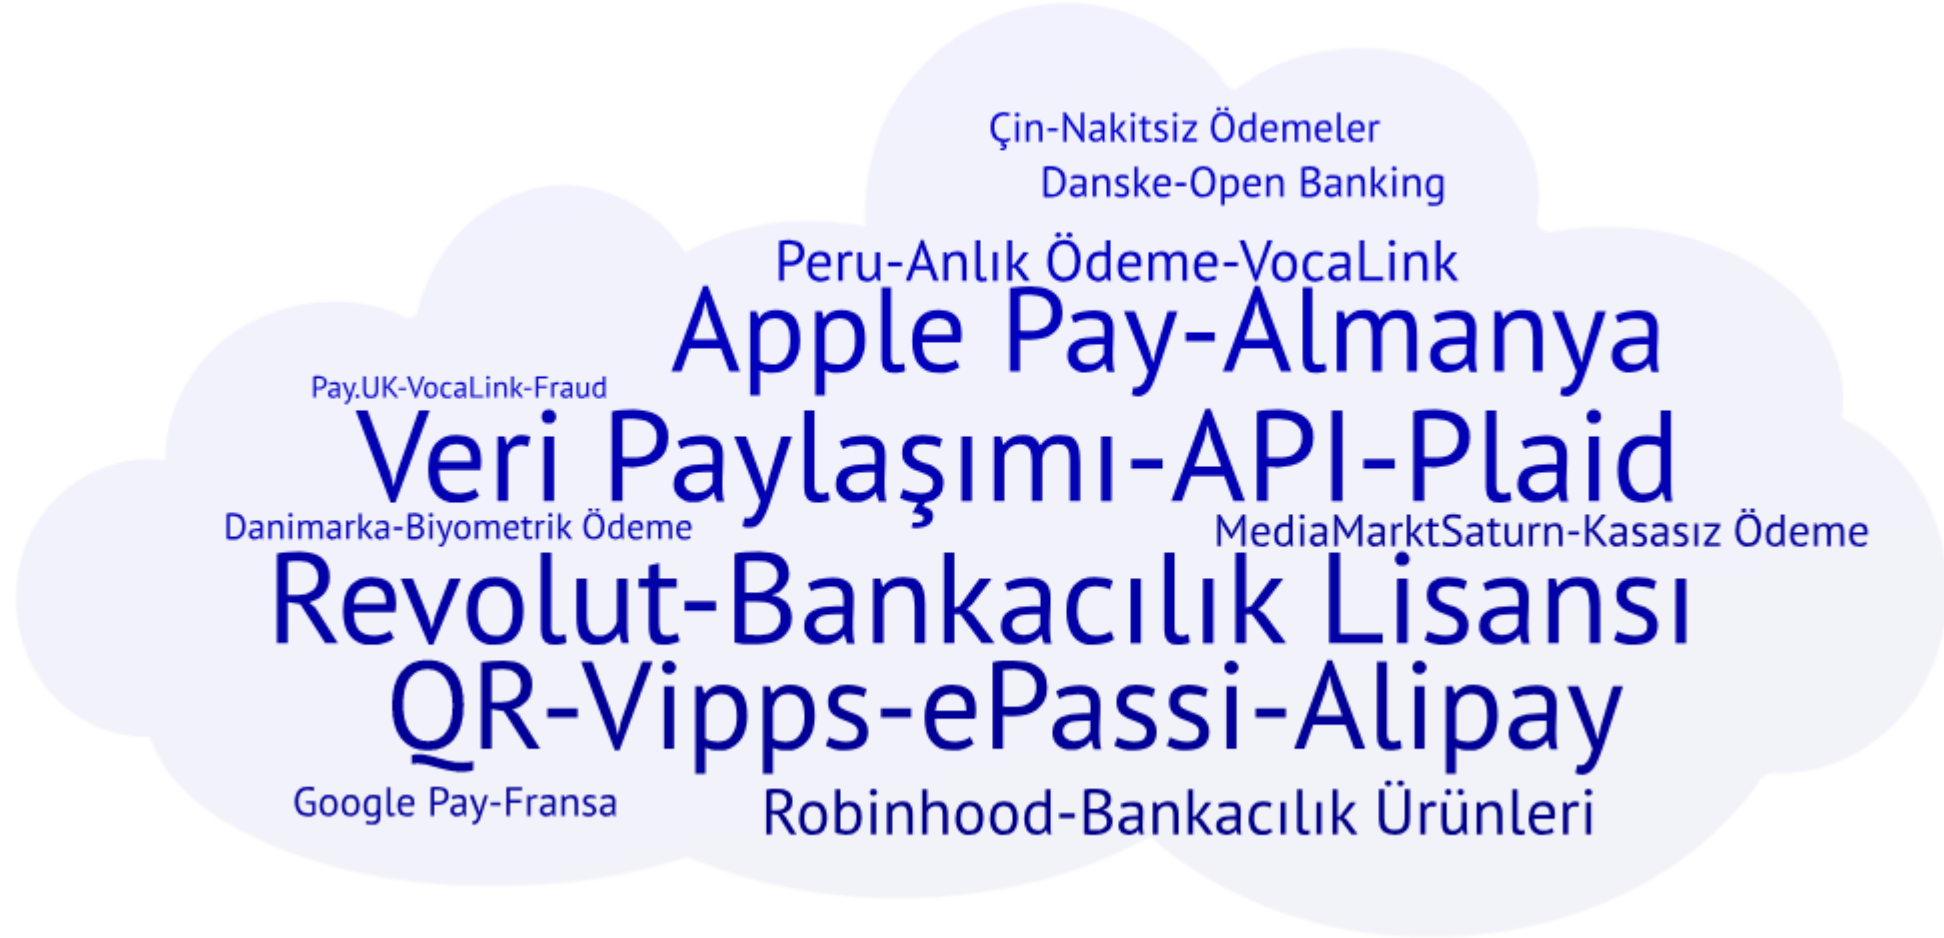 Çin-Nakitsiz Ödemeler
Danske-Open Banking
Peru-Anlık Ödeme-VocaLink
Apple Pay-Almanya
Pay.UK-VocaLink-Fraud
Veri Paylaşımı-API-Plaid
Danimarka-Biyometrik Ödeme
MediaMarktSaturn-Kasasız Ödeme
Revolut-Bankacılık Lisansı
QR-Vipps-ePassi-Alipay
Google Pay-Fransa
Robinhood-Bankacılık Ürünleri